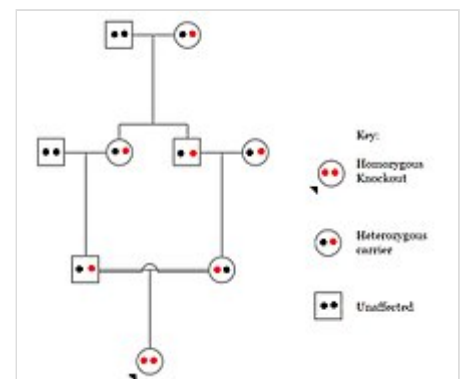 Key:
Homozygous
Knockout
Heterozygous
carrier
Unaffected